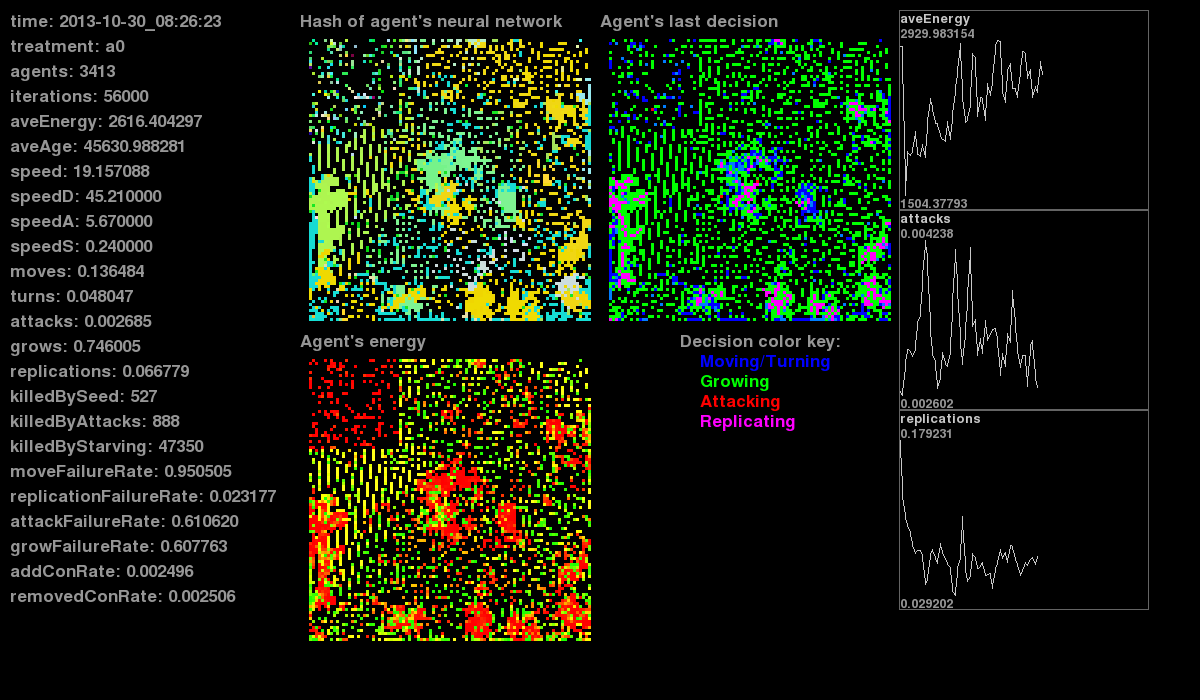 time: 2013-10-30_08:26:23
treatment: a0
agents: 3413
iterations: 56000
aveEnergy: 2616.404297
aveAge: 45630.988281
speed: 19.157088
speedD: 45.210000
speedA: 5.670000
speedS: 0.240000
moves: 0.136484
turns: 0.048047
attacks: 0.002685
grows: 0.746005
replications: 0.066779
killedBySeed: 527
killedByAttacks: 888
killedByStarving: 47350
moveFailureRate: 0.950505
replicationFailureRate: 0.023177
attackFailureRate: 0.610620
growFailureRate: 0.607763
addConRate: 0.002496
removedConRate: 0.002506
Hash of agent's neural network
Agent's last decision
Agent's energy
Decision color key:
Moving/Turning
Growing
Attacking
Replicating
aveEnergy
2929.983154
1504.37793
attacks
0.004238
0.002602
replications
0.179231
0.029202